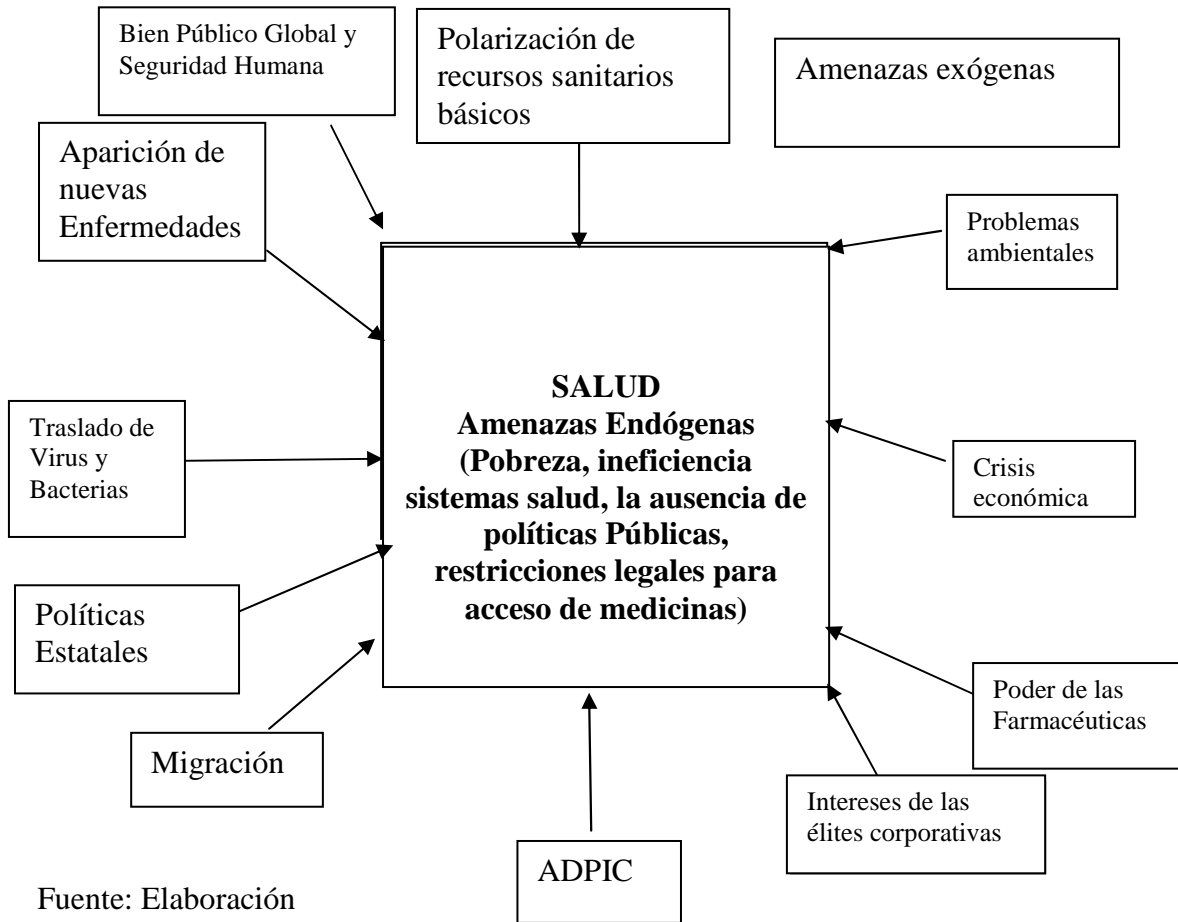 Bien Público Global y
Seguridad Humana
Polarización de
recursos sanitarios
básicos
Amenazas exógenas
Aparición de
nuevas
Enfermedades
Problemas
ambientales
SALUD
Amenazas Endógenas
(Pobreza, ineficiencia
sistemas salud, la ausencia de
políticas Públicas,
restricciones legales para
acceso de medicinas)
Traslado de
Virus y
Bacterias
Crisis
económica
Políticas
Estatales
Poder de las
Farmacéuticas
Migración
Intereses de las
élites corporativas
ADPIC
Fuente: Elaboración